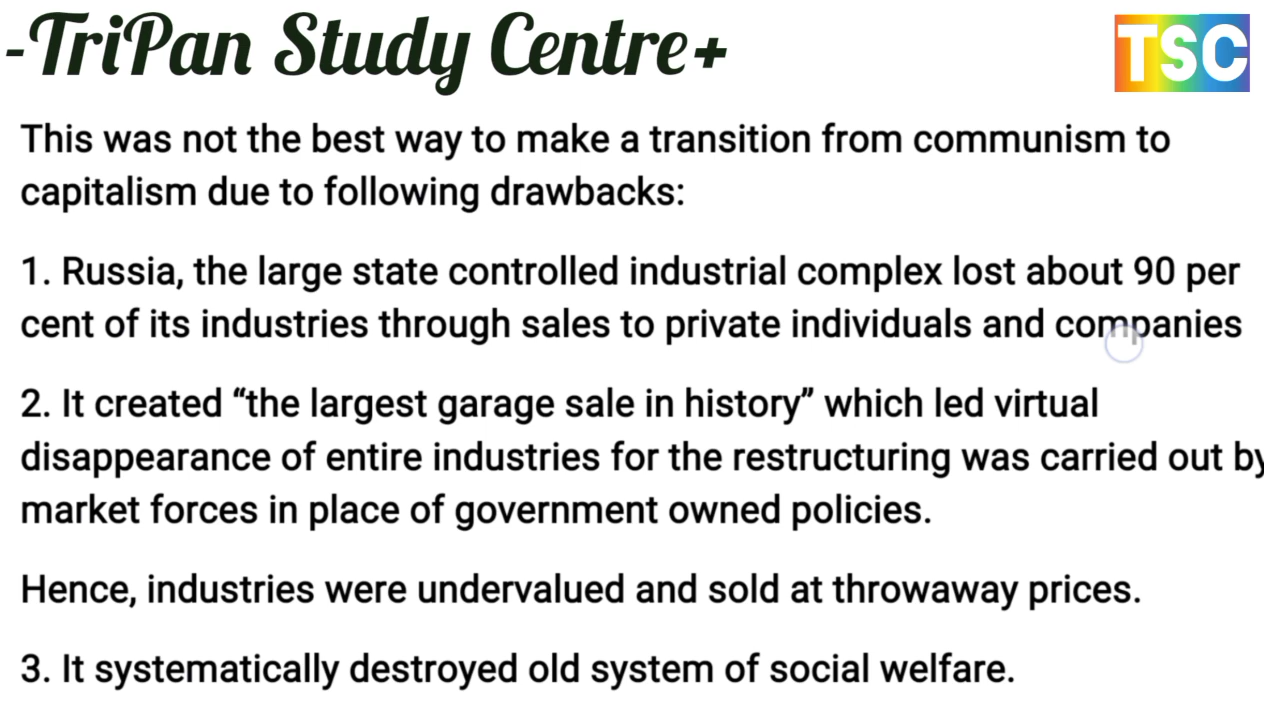 -TriPan Study Centre+
TSC
This was not the best way to make a transition from communism to
capitalism due to following drawbacks:
1. Russia, the large state controlled industrial complex lost about 90 per
cent of its industries through sales to private individuals and companies
2. It created “the largest garage sale in history” which led virtual
disappearance of entire industries for the restructuring was carried out by
market forces in place of government owned policies.
Hence, industries were undervalued and sold at throwaway prices.
3. It systematically destroyed old system of social welfare.